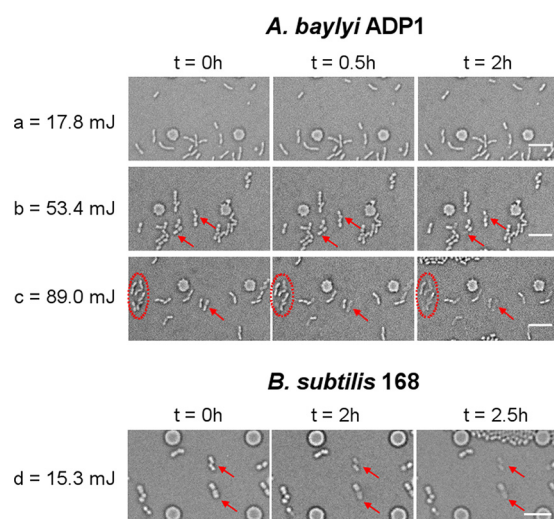 A. baylyi ADP1
t = 0h t = 0.5h t = 2h
a = 17.8 mJ
b = 53.4 mJ
c = 89.0 mJ
B. subtilis 168
t = 0h t = 2h t = 2.5h
d = 15.3 mJ